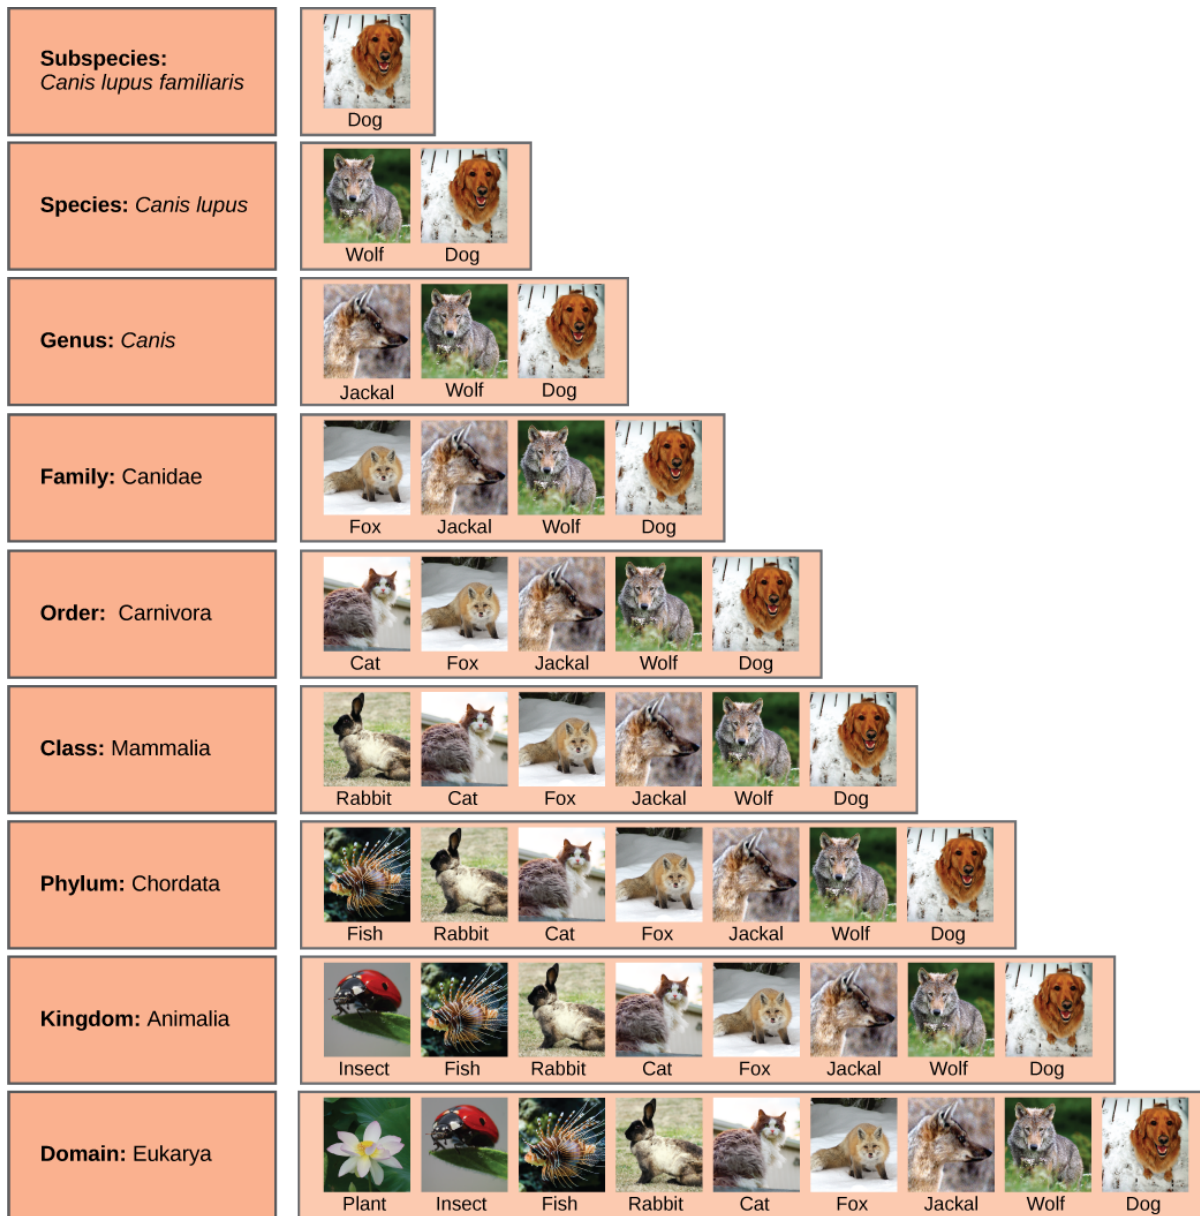 Subspecies:
Canis lupus familiaris
Dog
Species: Canis lupus
Wolf Dog
Genus: Canis
Jackal Wolf Dog
Family: Canidae
Fox Jackal Wolf Dog
Order: Carnivora
Cat Fox Jackal Wolf Dog
Class: Mammalia
Rabbit Cat Fox Jackal Wolf Dog
Phylum: Chordata
Fish Rabbit Cat Fox Jackal Wolf Dog
Kingdom: Animalia
Insect Fish Rabbit Cat Fox Jackal Wolf Dog
Domain: Eukarya
Plant Insect Fish Rabbit Cat Fox Jackal Wolf Dog